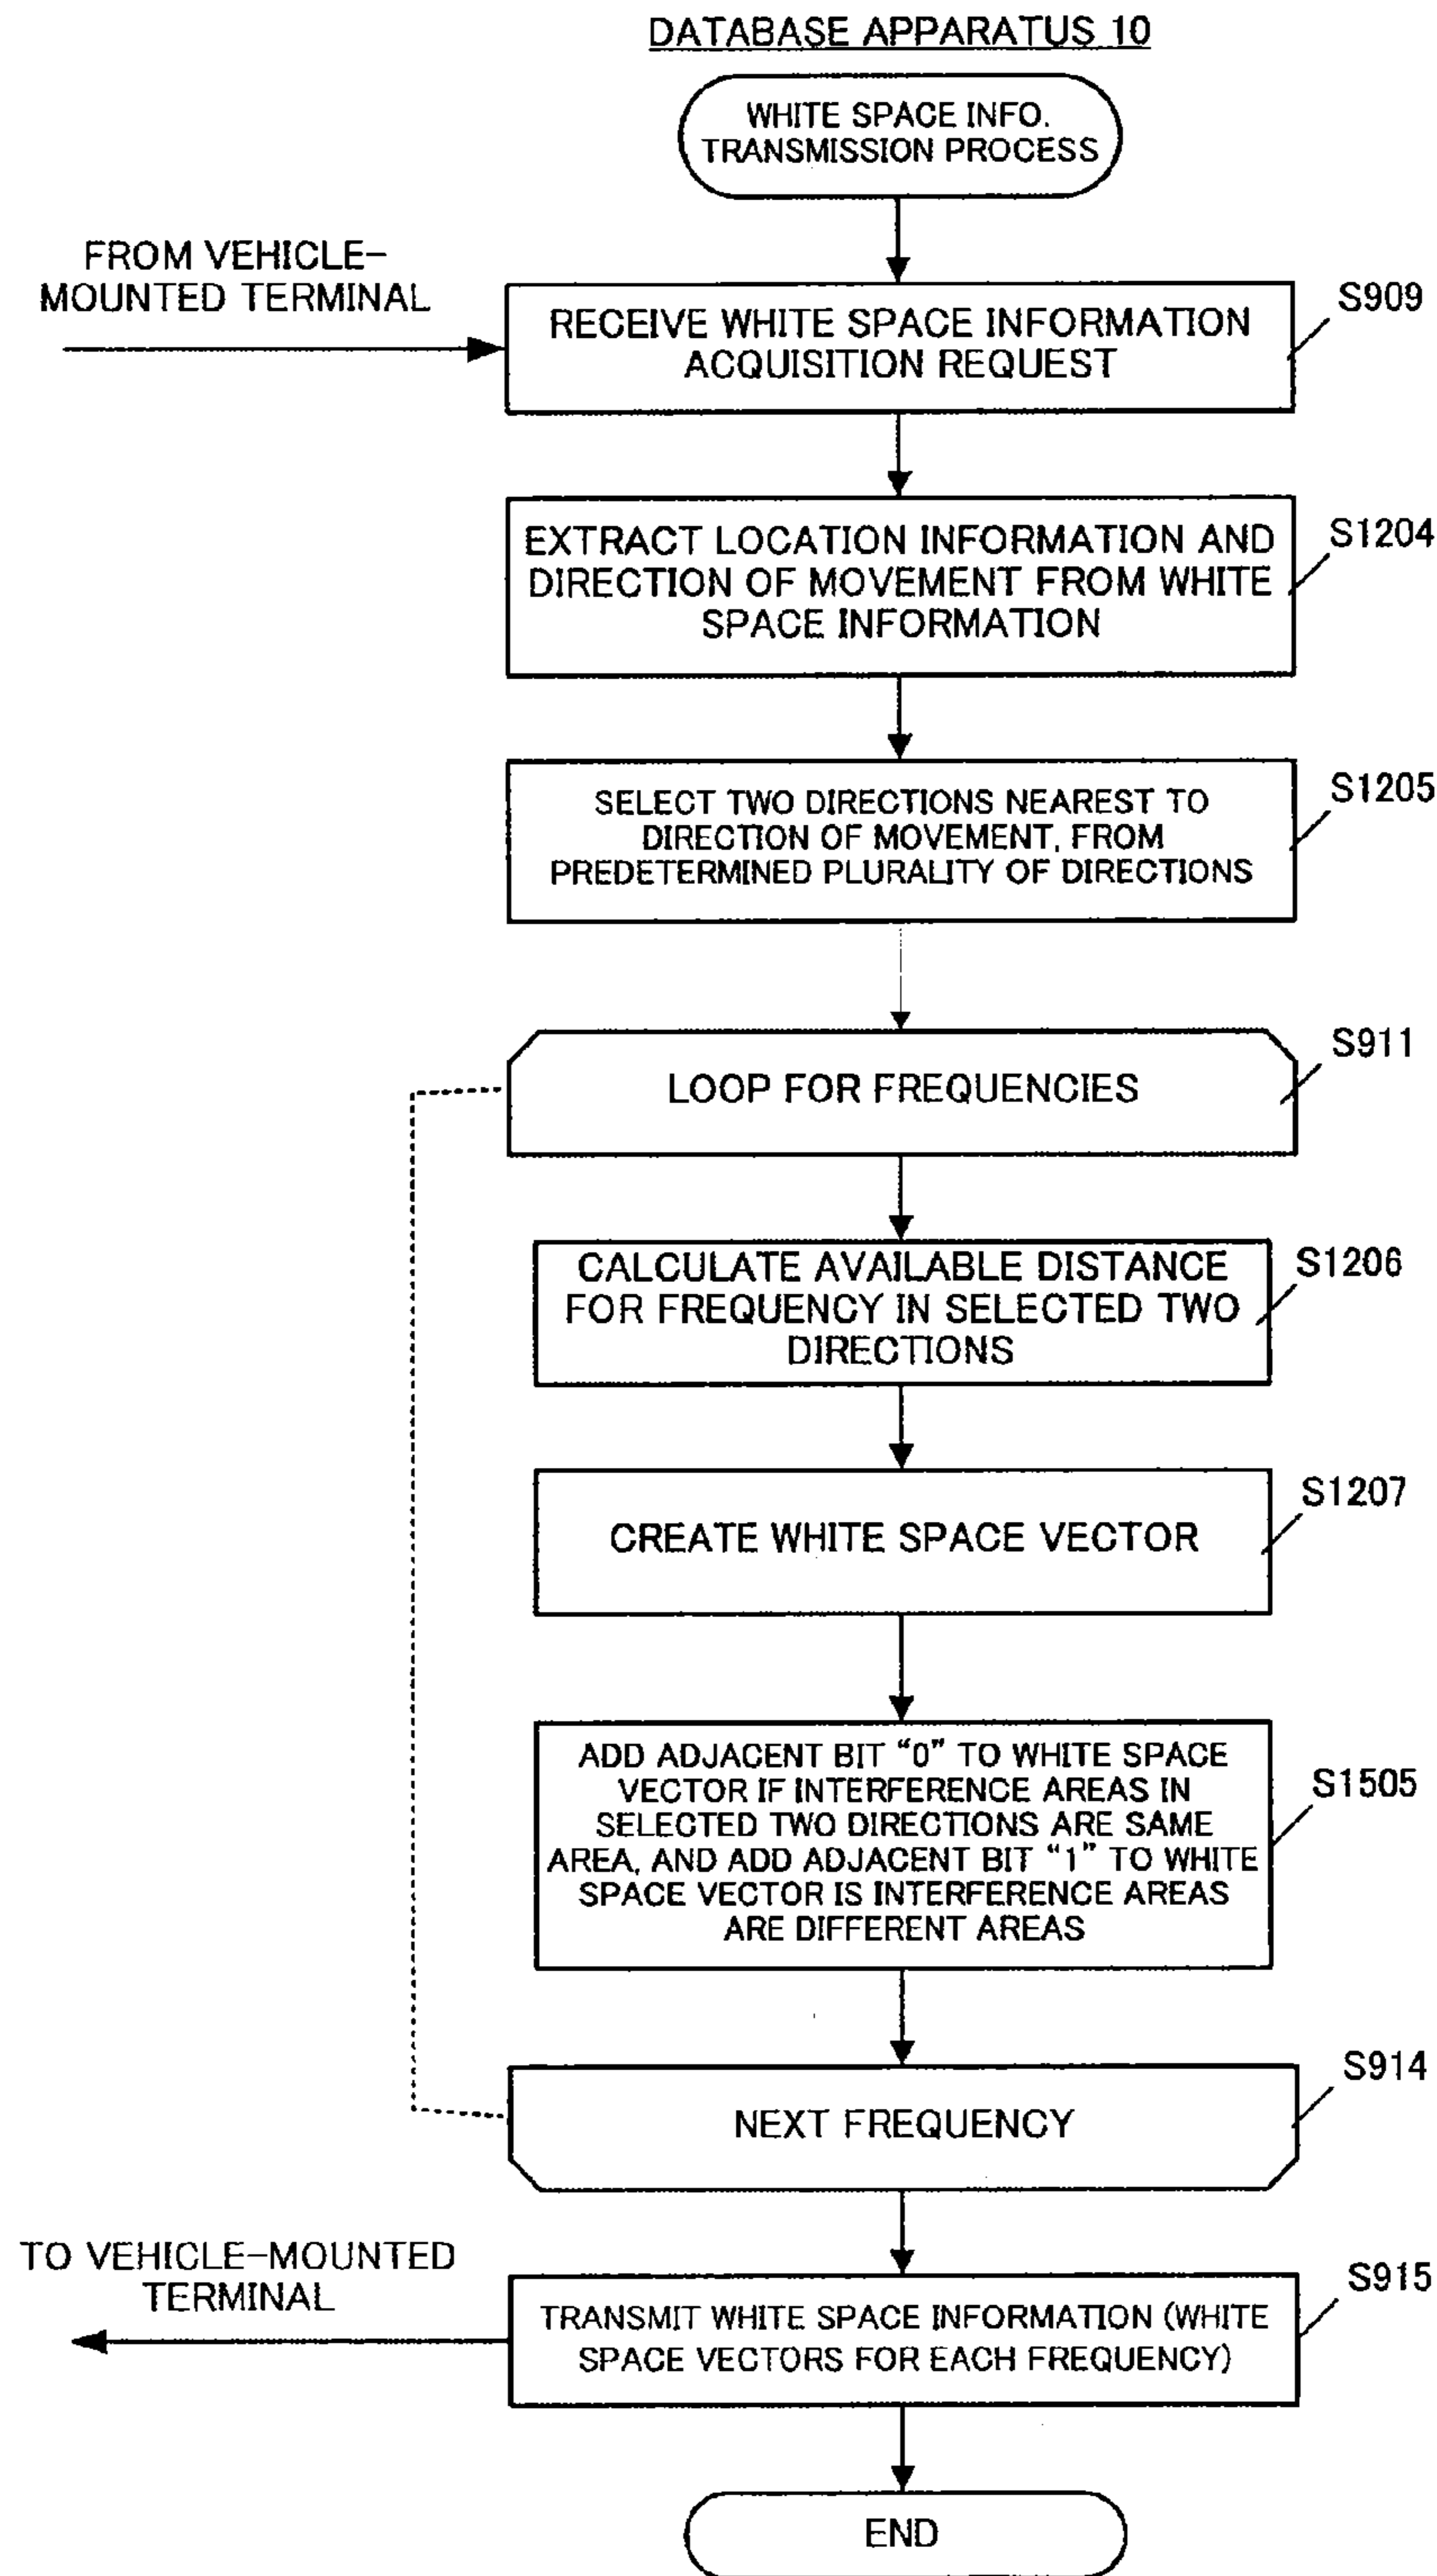 DATABASE APPARATUS 10
WHITE SPACE INFO.
TRANSMISSION PROCESS
FROM VEHICLE-
MOUNTED TERMINAL
RECEIVE WHITE SPACE INFORMATION
ACQUISITION REQUEST
S909
EXTRACT LOCATION INFORMATION AND
DIRECTION OF MOVEMENT FROM WHITE
SPACE INFORMATION
S1204
SELECT TWO DIRECTIONS NEAREST TO
DIRECTION OF MOVEMENT, FROM
PREDETERMINED PLURALITY OF DIRECTIONS
S1205
LOOP FOR FREQUENCIES
S911
CALCULATE AVAILABLE DISTANCE
FOR FREQUENCY IN SELECTED TWO
DIRECTIONS
S1206
CREATE WHITE SPACE VECTOR
S1207
ADD ADJACENT BIT “0” TO WHITE SPACE
VECTOR IF INTERFERENCE AREAS IN
SELECTED TWO DIRECTIONS ARE SAME
AREA, AND ADD ADJACENT BIT “1” TO WHITE
SPACE VECTOR IS INTERFERENCE AREAS
ARE DIFFERENT AREAS
S1505
NEXT FREQUENCY
S914
TO VEHICLE-MOUNTED
TERMINAL
TRANSMIT WHITE SPACE INFORMATION (WHITE
SPACE VECTORS FOR EACH FREQUENCY)
S915
END